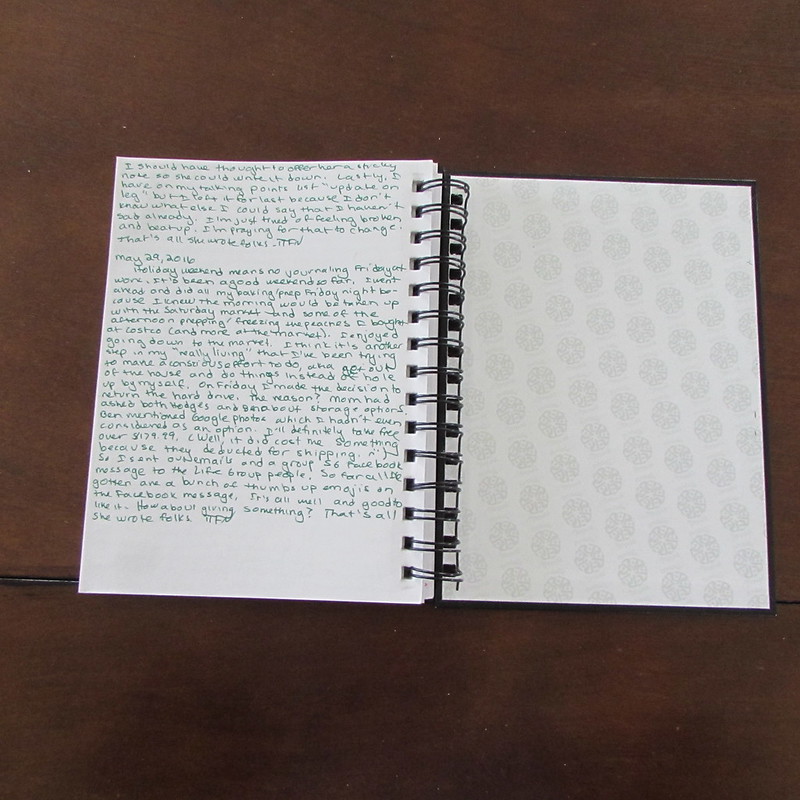 I should have thought to offer her a sticky
note so she could write it down. Lastly, I
have on my talking points list "update on
leg" but I left it for last because I don't
know what else I could say that I haven't
said already. I'm just tired of feeling broken
and beat up. I'm praying for that to change.
That's all she wrote folks.
May 29, 2016
Holiday weekend means no journaling Friday at
work. It's been a good weekend so far. I went
ahead and did all my baking/prep Friday night be
cause I knew the morning would be taken up
with the Saturday market and some of the
afternoon prepping/freezing the peaches I bought
at costco (and more at the market). I enjoyed
going down to the market. I think it's another
step in my "really living" that I've been trying
to make a conscious effort to do, aka get out
of the house and do things instead of hole
up by myself. On Friday I made the decision to
return the hard drive. The reason? Mom had
asked both Hodges and Ben about storage options
Ben mentioned Google Photos which I hadn't even
considered as an option. I'll definitely take free
over $179.99. (Well, it did cost me something
because they deducted for shipping.
So I sent out emails and a group Facebook
message to the Life Group people. So far all I've
gotten are a bunch of thumbs up emojis on
the Facebook message. It's all well and good to
like it. How about giving something? That's all
she wrote folks.